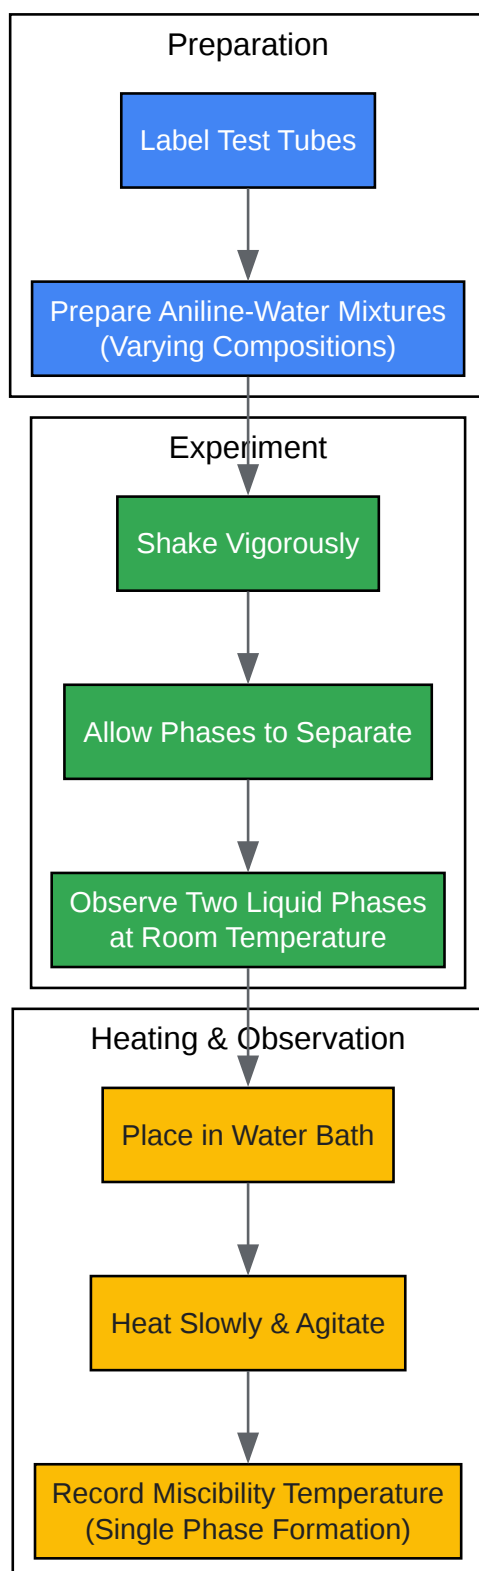 Preparation
Label Test Tubes
Prepare Aniline-Water Mixtures
(Varying Compositions)
Experiment
Shake Vigorously
Allow Phases to Separate
Observe Two Liquid Phases
at Room Temperature
Heating & Observation
Place in Water Bath
Heat Slowly & Agitate
Record Miscibility Temperature
(Single Phase Formation)